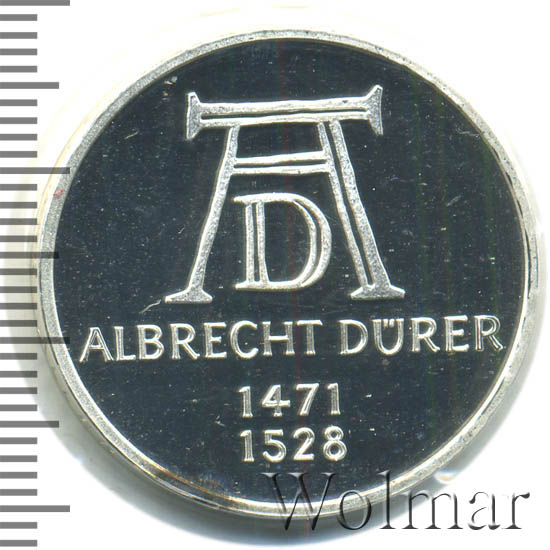 AD
ALBRECHT DÜRER
1471
1528
Wolmar